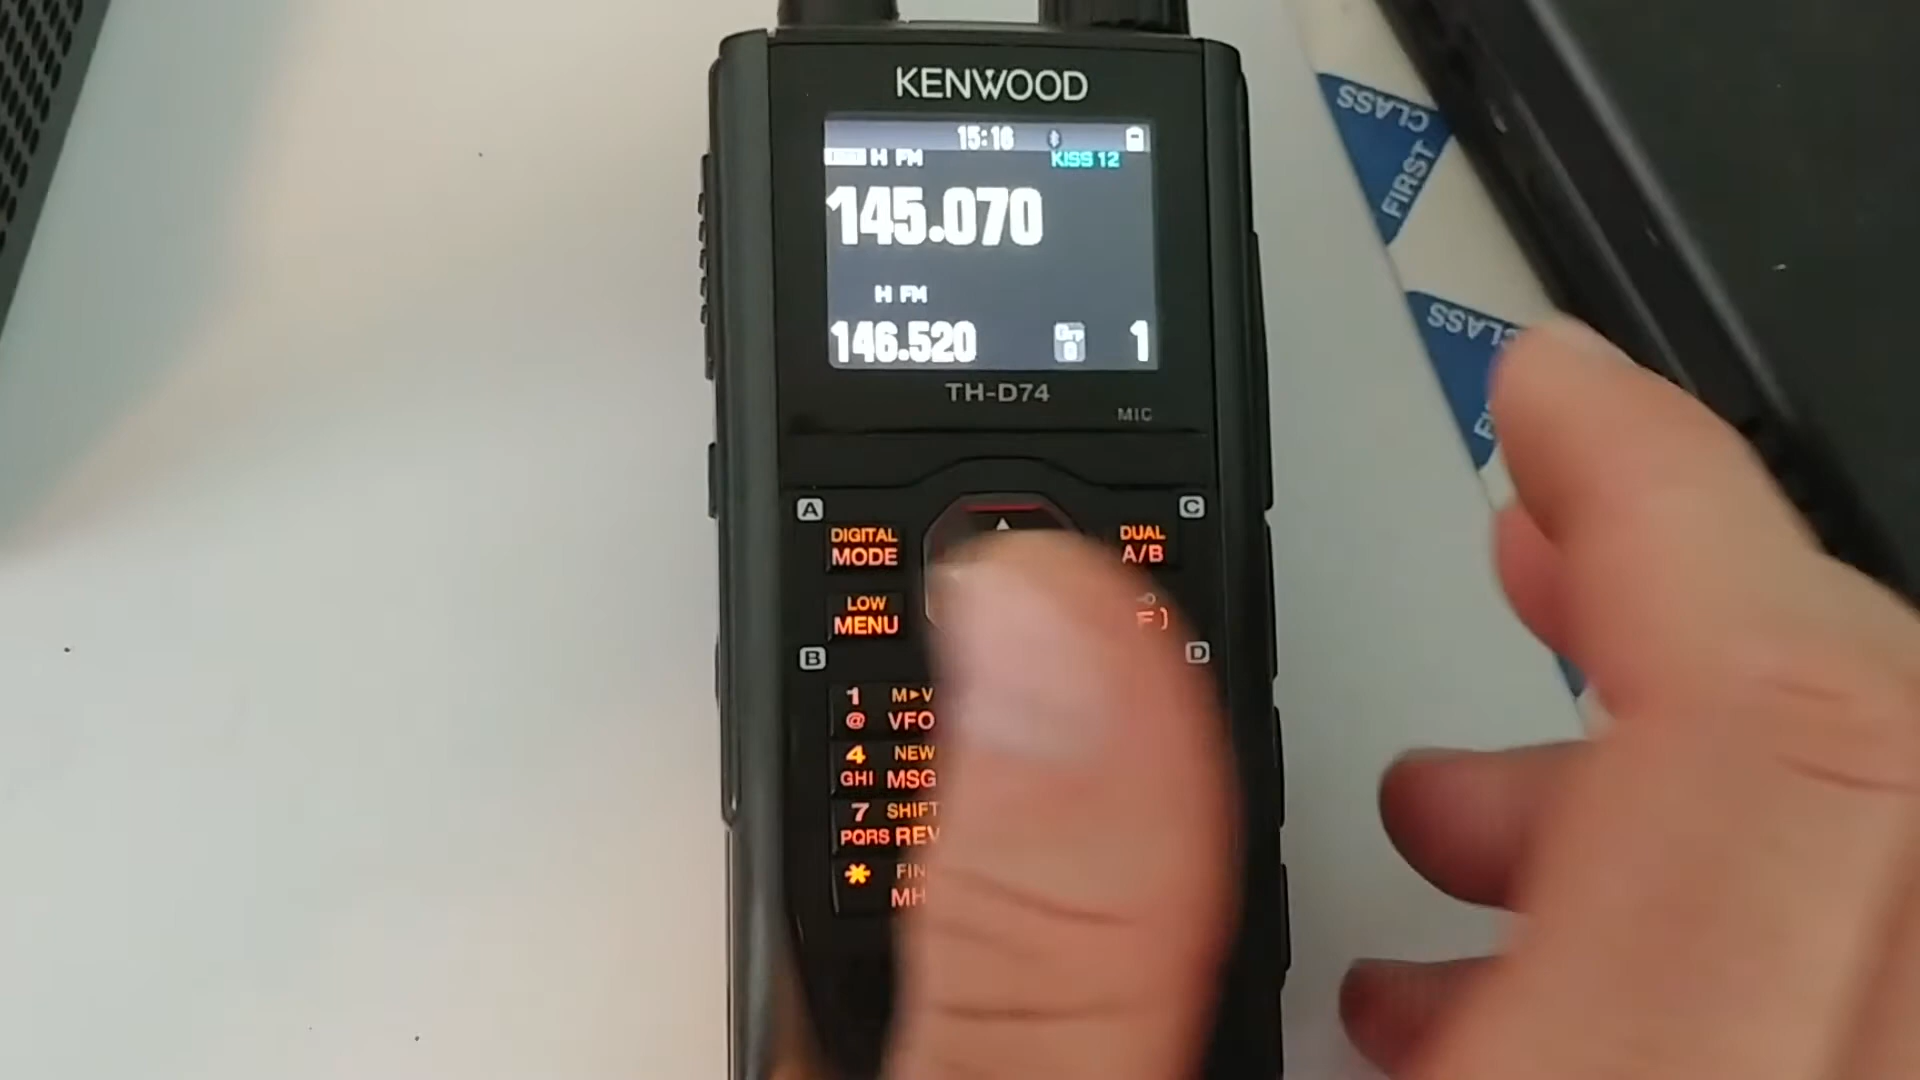 KENWOOD
15:16
H FM
KISS 12
145.070
H FM
146.520
1
TH-D74
MIC
A
C
DIGITAL
MODE
DUAL
A/B
LOW
MENU
F
B
D
1 M▸V
@ VFO
4 NEW
GHI MSG
7 SHIFT
PQRS REV
*
CLASS
FIRST
CLASS